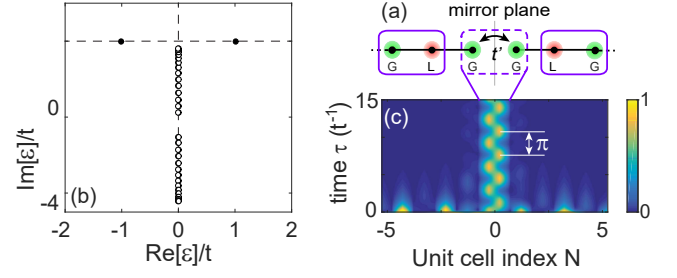 mirror plane
(a)
t'
G L G G L G
Im[ε]/t
0
-4
(b)
-2 -1 0 1 2
Re[ε]/t
(c)
time τ (t⁻¹)
15
0
π
-5 0 5
Unit cell index N
1
0